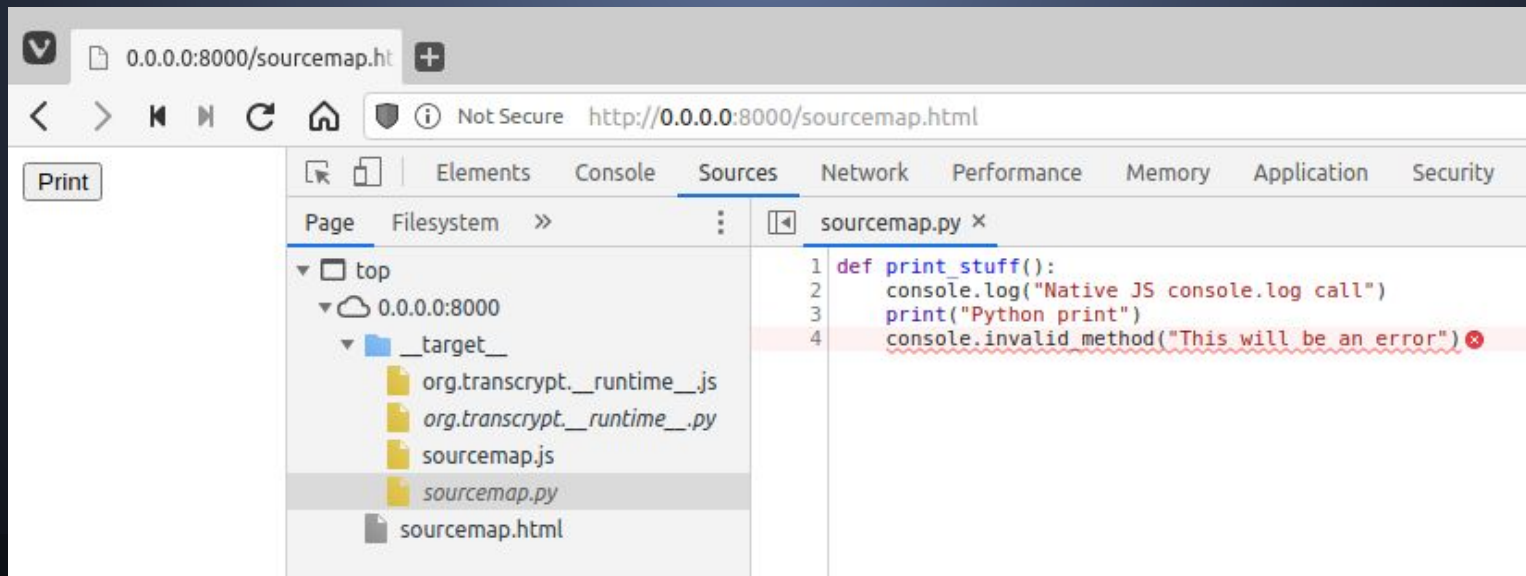 0.0.0.0:8000/sourcemap.ht
Not Secure http://0.0.0.0:8000/sourcemap.html
Print
Elements Console Sources Network Performance Memory Application Security
Page Filesystem » sourcemap.py ×
top
0.0.0.0:8000
__target__
org.transcrypt.__runtime__.js
org.transcrypt.__runtime__.py
sourcemap.js
sourcemap.py
sourcemap.html
1 def print_stuff():
2 console.log("Native JS console.log call")
3 print("Python print")
4 console.invalid_method("This will be an error")